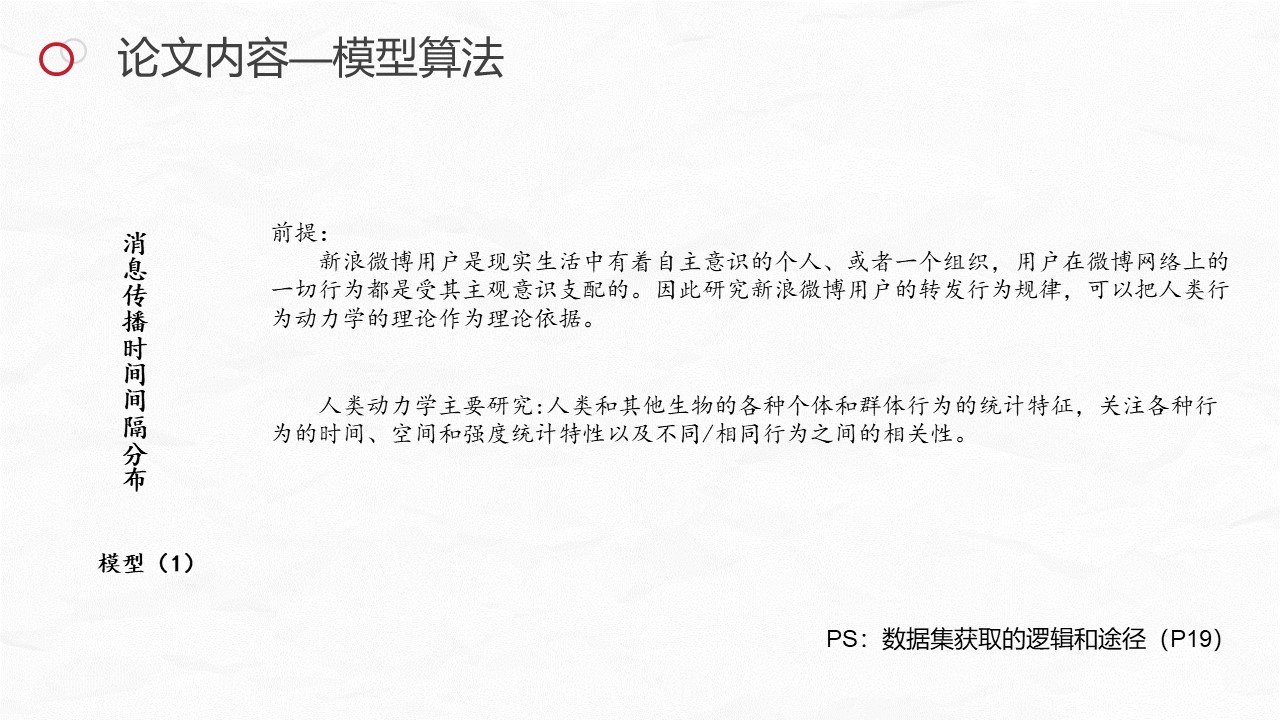 论文内容—模型算法
消息传播时间间隔分布
模型（1）
前提：
新浪微博用户是现实生活中有着自主意识的个人、或者一个组织，用户在微博网络上的
一切行为都是受其主观意识支配的。因此研究新浪微博用户的转发行为规律，可以把人类行
为动力学的理论作为理论依据。
人类动力学主要研究:人类和其他生物的各种个体和群体行为的统计特征，关注各种行
为的时间、空间和强度统计特性以及不同/相同行为之间的相关性。
PS：数据集获取的逻辑和途径（P19）